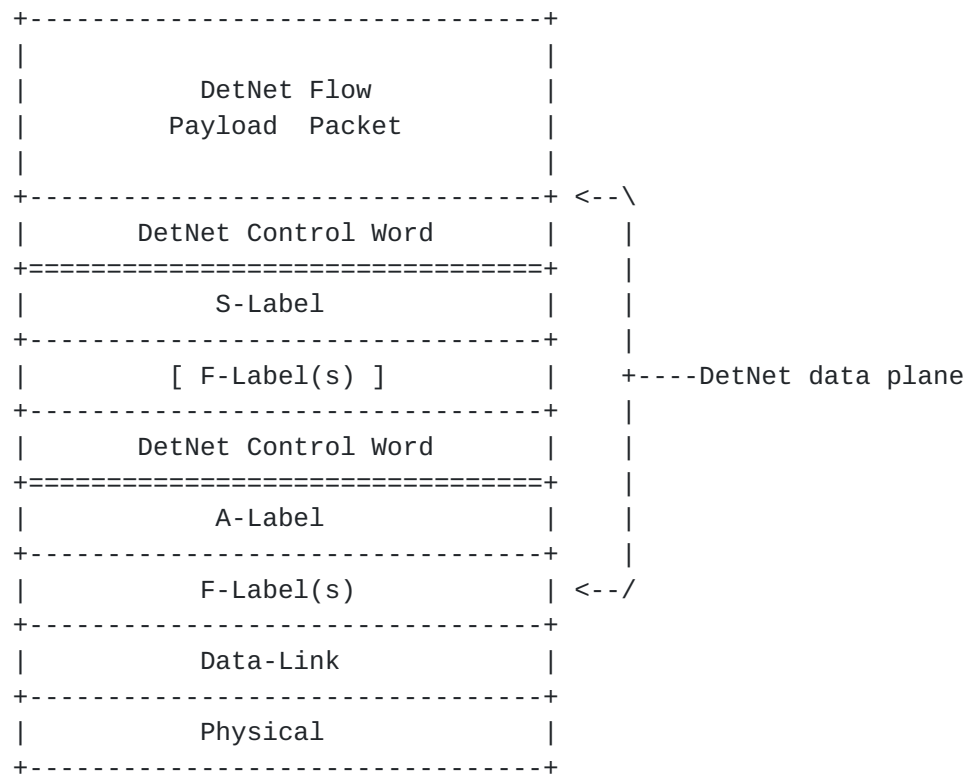 +---------------------------------+
|                                 |
|           DetNet Flow           |
|         Payload  Packet         |
|                                 |
+---------------------------------+ <--\
|       DetNet Control Word       |    |
+=================================+    |
|            S-Label              |    |
+---------------------------------+    |
|         [ F-Label(s) ]          |    +----DetNet data plane
+---------------------------------+    |
|       DetNet Control Word       |    |
+=================================+    |
|            A-Label              |    |
+---------------------------------+    |
|           F-Label(s)            | <--/
+---------------------------------+
|           Data-Link             |
+---------------------------------+
|           Physical              |
+---------------------------------+